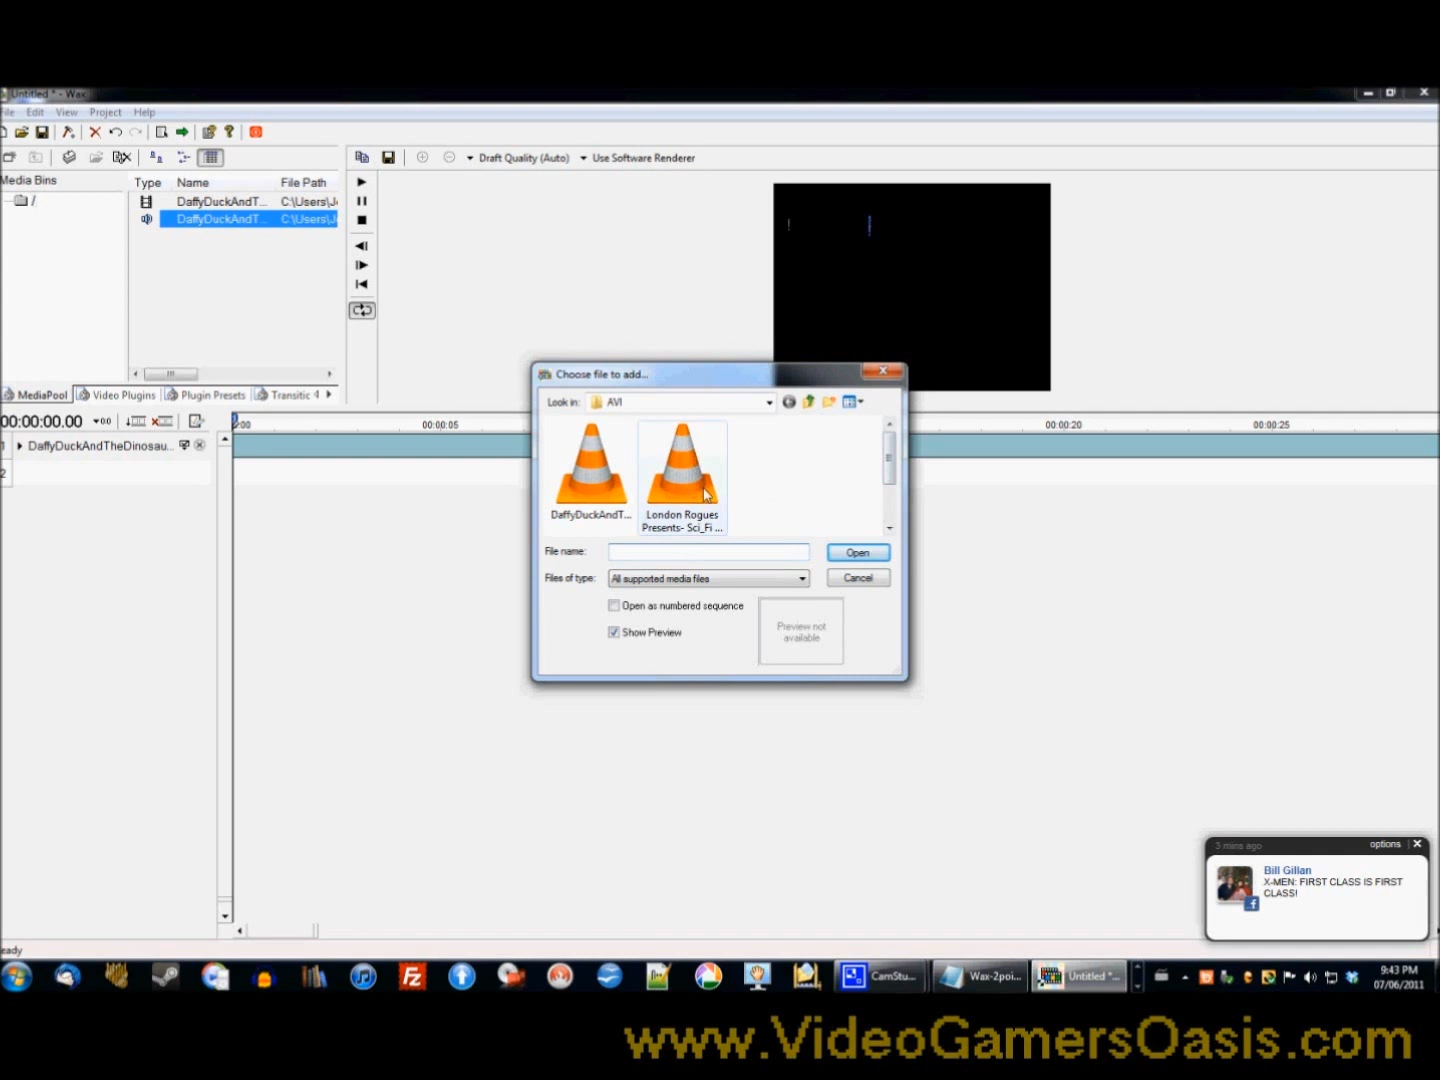 Untitled * - Wax
File Edit View Project Help
Draft Quality (Auto) Use Software Renderer
Media Bins
/
Type Name File Path
DaffyDuckAndT... C:\Users\J
DaffyDuckAndT... C:\Users\J
MediaPool Video Plugins Plugin Presets Transitic
00:00:00.00
:00 00:00:05 00:00:20 00:00:25
1 DaffyDuckAndTheDinosau...
2
Choose file to add...
Look in: AVI
DaffyDuckAndT...
London Rogues
Presents- Sci_Fi ...
File name:
Open
Files of type: All supported media files
Cancel
Open as numbered sequence
Show Preview
Preview not
available
3 mins ago options
Bill Gillan
X-MEN: FIRST CLASS IS FIRST
CLASS!
eady
CamStu... Wax-2poi... Untitled *...
9:43 PM
07/06/2011
www.VideoGamersOasis.com